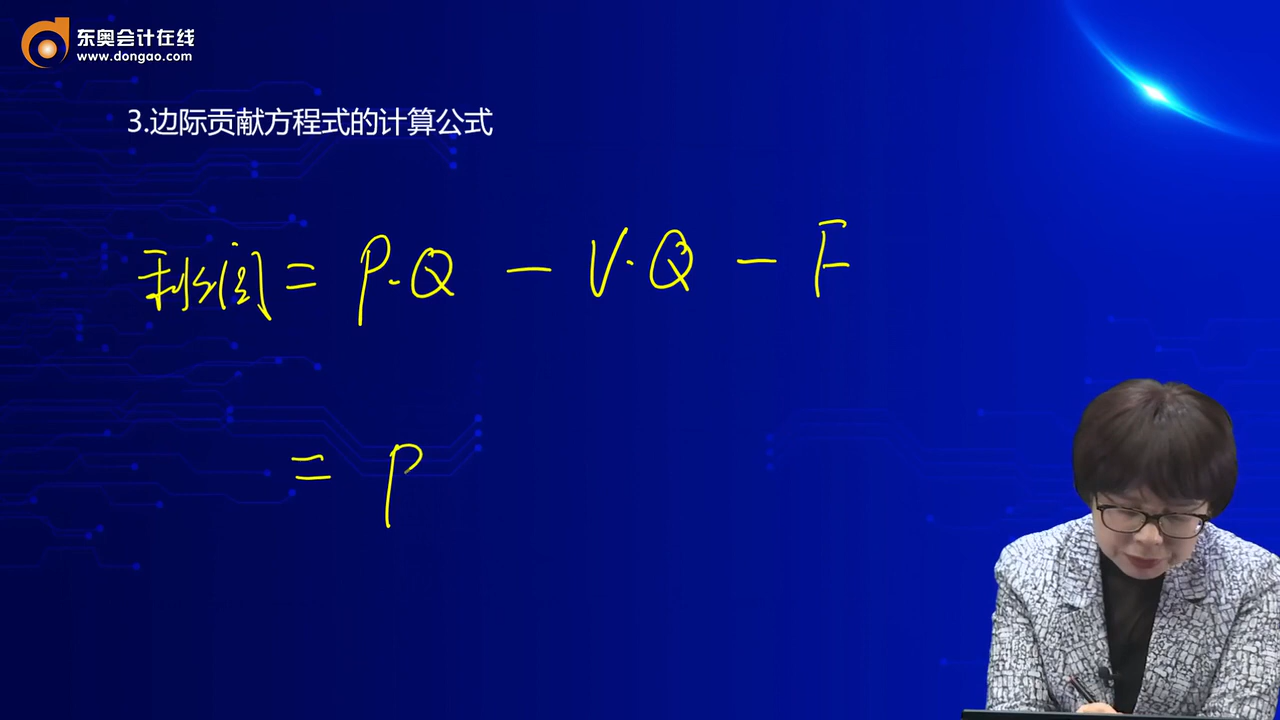 东奥会计在线
www.dongao.com
3.边际贡献方程式的计算公式
利润 = P·Q - V·Q - F
= P